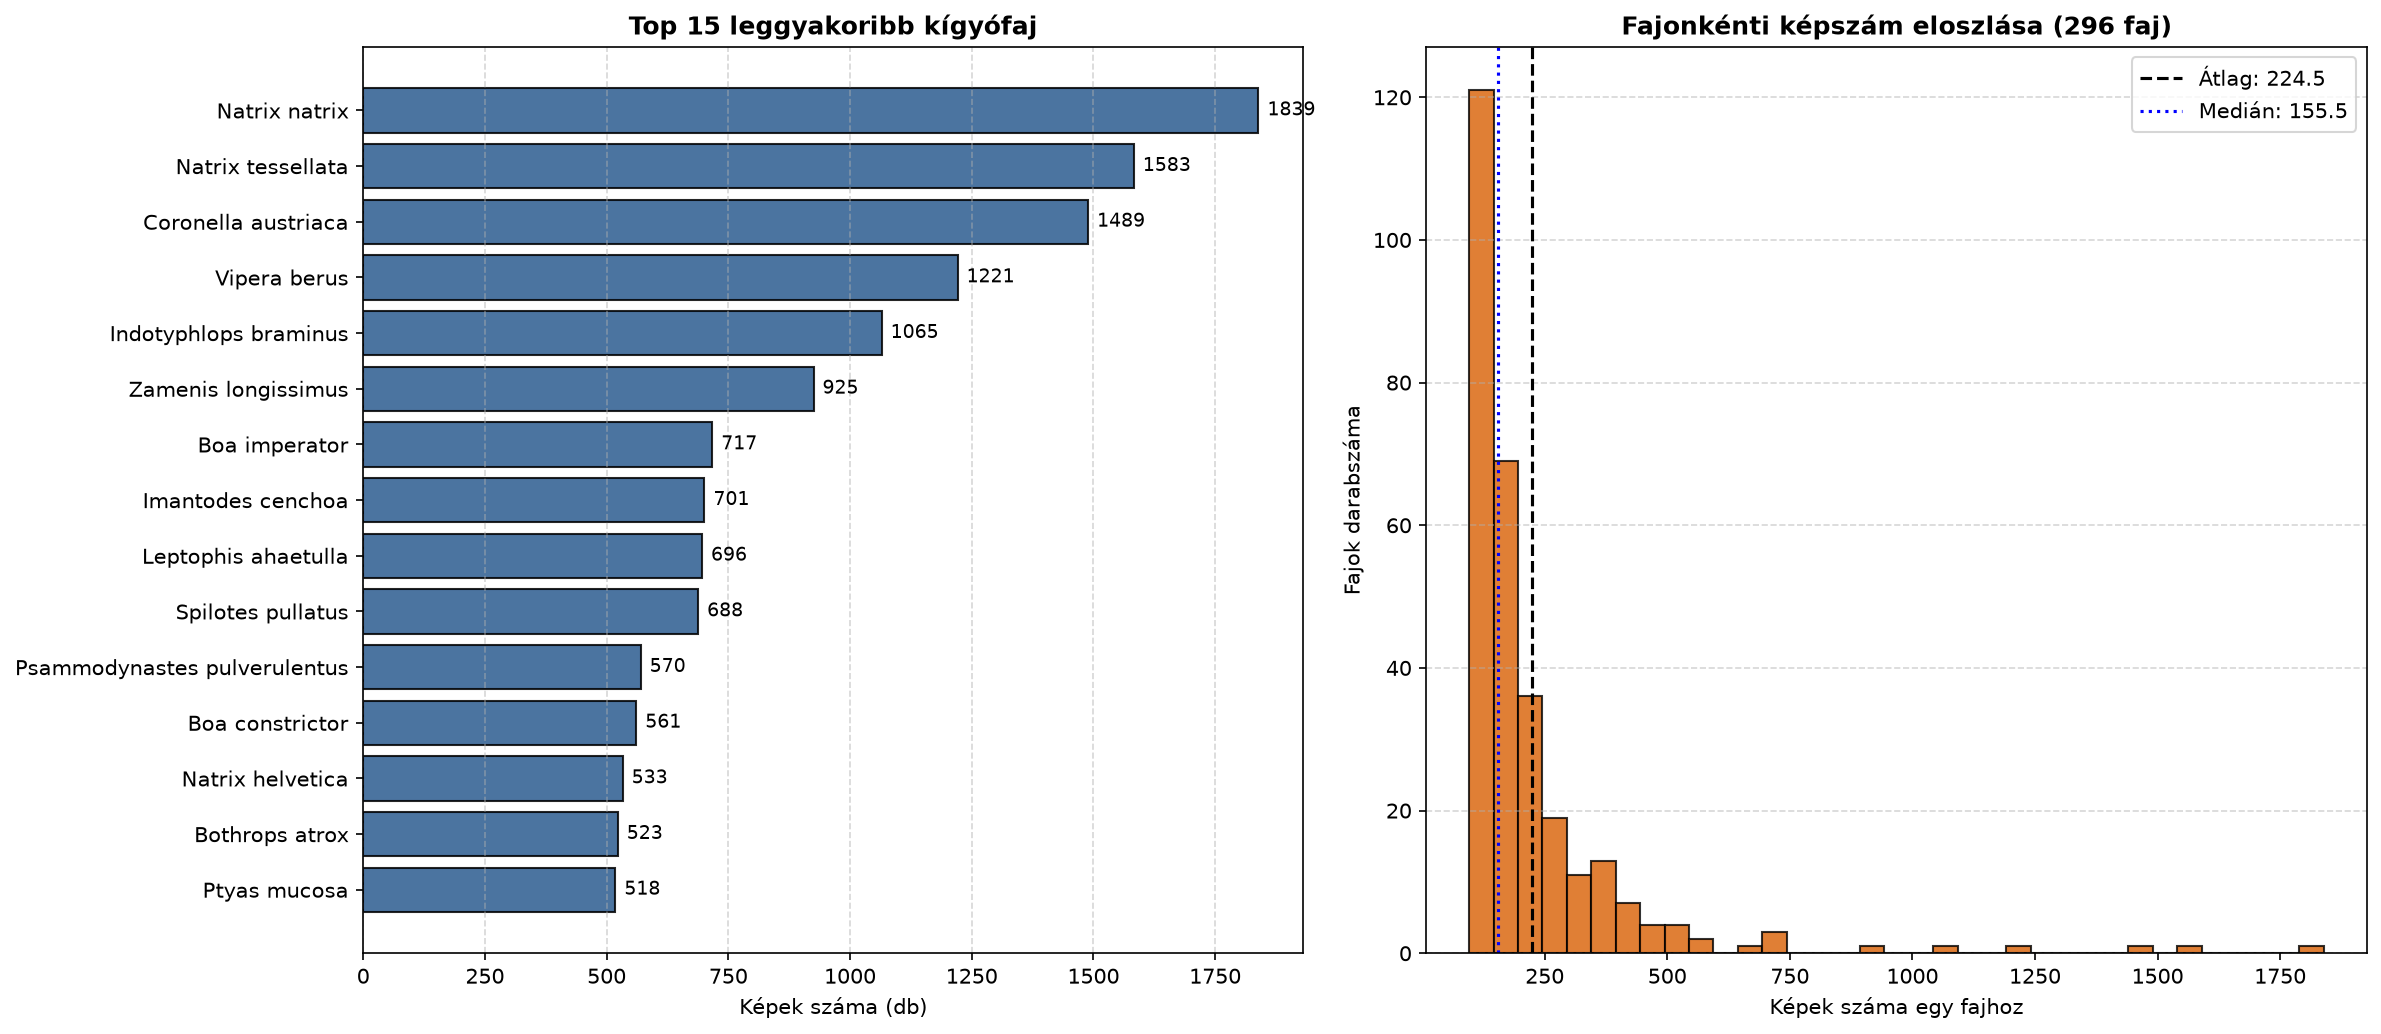 Top 15 leggyakoribb kígyófaj
Natrix natrix
1839
Natrix tessellata
1583
Coronella austriaca
1489
Vipera berus
1221
Indotyphlops braminus
1065
Zamenis longissimus
925
Boa imperator
717
Imantodes cenchoa
701
Leptophis ahaetulla
696
Spilotes pullatus
688
Psammodynastes pulverulentus
570
Boa constrictor
561
Natrix helvetica
533
Bothrops atrox
523
Ptyas mucosa
518
0 250 500 750 1000 1250 1500 1750
Képek száma (db)
Fajonkénti képszám eloszlása (296 faj)
Átlag: 224.5
Medián: 155.5
Fajok darabszáma
120
100
80
60
40
20
0
250 500 750 1000 1250 1500 1750
Képek száma egy fajhoz